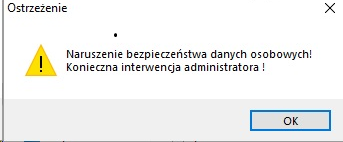 Ostrzeżenie
Naruszenie bezpieczeństwa danych osobowych!
Konieczna interwencja administratora !
OK